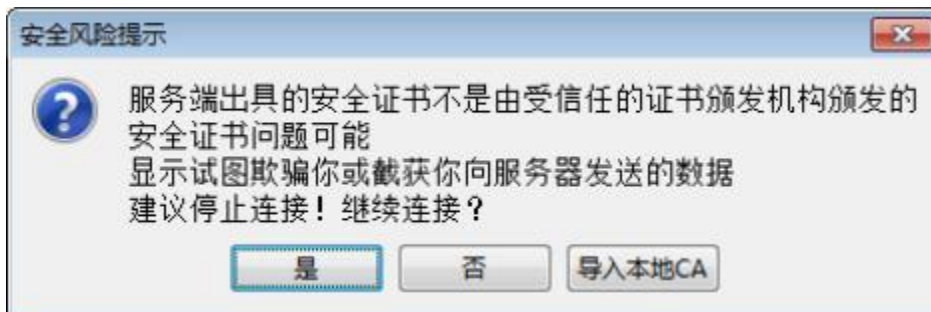 安全风险提示
服务端出具的安全证书不是由受信任的证书颁发机构颁发的
安全证书问题可能
显示试图欺骗你或截获你向服务器发送的数据
建议停止连接！继续连接？
是
否
导入本地CA